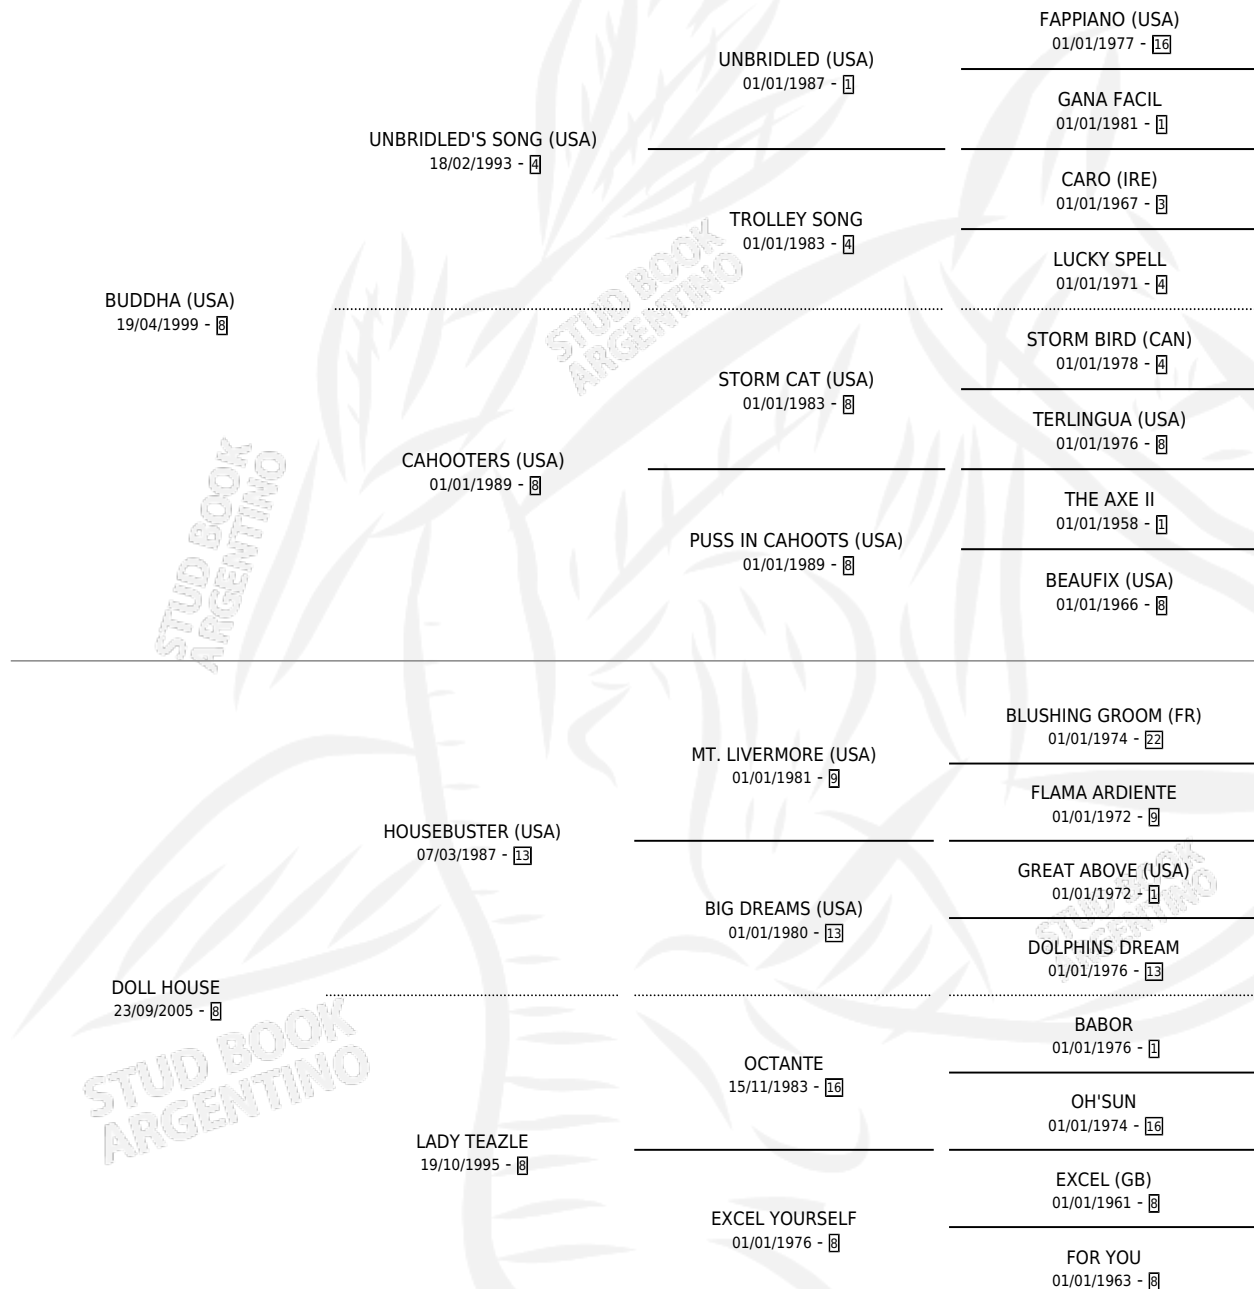 FAPPIANO (USA)
01/01/1977 - 16
UNBRIDLED (USA)
01/01/1987 - 1
GANA FACIL
01/01/1981 - 1
UNBRIDLED'S SONG (USA)
18/02/1993 - 4
CARO (IRE)
01/01/1967 - 3
TROLLEY SONG
01/01/1983 - 4
LUCKY SPELL
01/01/1971 - 4
BUDDHA (USA)
19/04/1999 - 8
STORM BIRD (CAN)
01/01/1978 - 4
STORM CAT (USA)
01/01/1983 - 8
TERLINGUA (USA)
01/01/1976 - 8
CAHOOTERS (USA)
01/01/1989 - 8
THE AXE II
01/01/1958 - 1
PUSS IN CAHOOTS (USA)
01/01/1989 - 8
BEAUFIX (USA)
01/01/1966 - 8
BLUSHING GROOM (FR)
01/01/1974 - 22
MT. LIVERMORE (USA)
01/01/1981 - 9
FLAMA ARDIENTE
01/01/1972 - 9
HOUSEBUSTER (USA)
07/03/1987 - 13
GREAT ABOVE (USA)
01/01/1972 - 1
BIG DREAMS (USA)
01/01/1980 - 13
DOLPHINS DREAM
01/01/1976 - 13
DOLL HOUSE
23/09/2005 - 8
BABOR
01/01/1976 - 1
OCTANTE
15/11/1983 - 16
OH'SUN
01/01/1974 - 16
LADY TEAZLE
19/10/1995 - 8
EXCEL (GB)
01/01/1961 - 8
EXCEL YOURSELF
01/01/1976 - 8
FOR YOU
01/01/1963 - 8
STUD BOOK
ARGENTINO
STUD BOOK
ARGENTINO
STUD BOOK
ARGENTINO
STUD BOOK
ARGENTINO